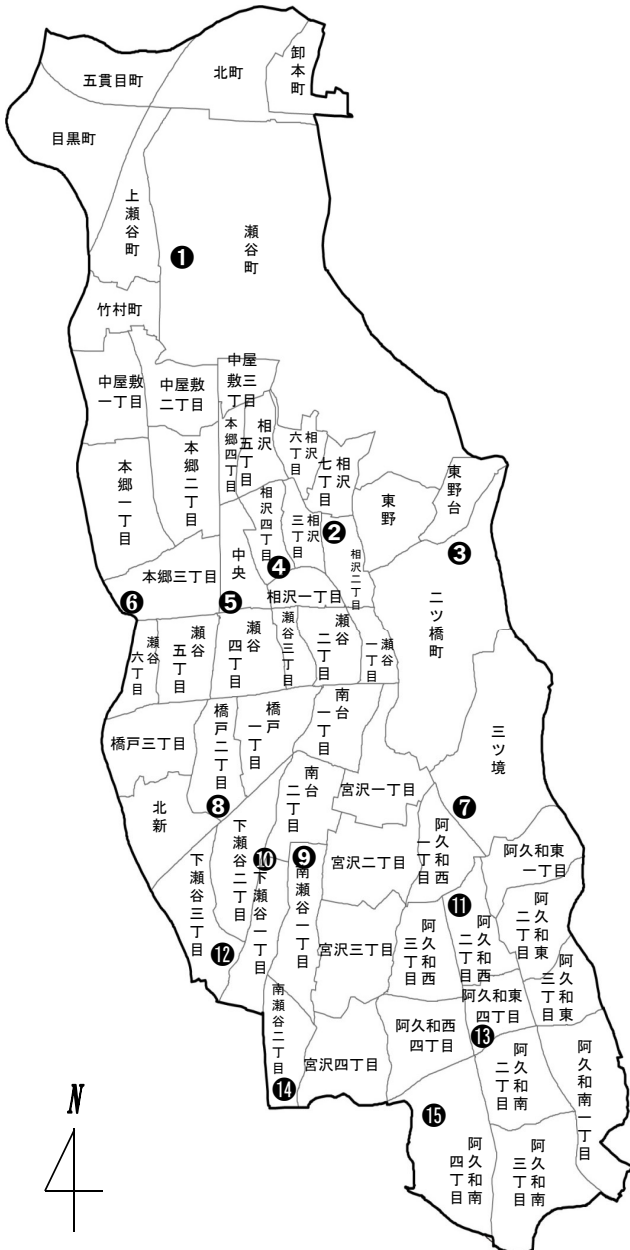 五貫目町
北町
卸本町
目黒町
上瀬谷町
瀬谷町
❶
竹村町
中屋敷
一丁目
中屋敷
二丁目
中屋
敷三
丁目
本郷一丁目
本郷二丁目
本郷四丁目
相沢
五丁目
相沢
六丁目
相沢
七丁目
東野
東野台
相沢四丁目
相沢
三丁目
❷
相沢二丁目
❸
中央
❹
相沢一丁目
二ツ橋町
本郷三丁目
❻
❺
瀬谷
六丁目
瀬谷
五丁目
瀬谷
四丁目
瀬谷三丁目
瀬谷
二丁目
瀬谷
一丁目
橋戸三丁目
橋戸二丁目
橋戸
一丁目
南台
一丁目
三ツ境
北新
❽
南台
二丁目
宮沢一丁目
❼
下瀬谷三丁目
下瀬谷二丁目
❿
下瀬谷一丁目
❾
南瀬谷一丁目
宮沢二丁目
阿久和西
一丁目
阿久和東
一丁目
⓫
阿久和西
二丁目
阿久和東
二丁目
⓬
宮沢三丁目
阿久和西
三丁目
阿久和東
三丁目
南瀬谷二丁目
⓮
宮沢四丁目
阿久和西
四丁目
阿久和東
四丁目
⓭
阿久和南
二丁目
阿久和南一丁目
⓯
阿久和南
四丁目
阿久和南
三丁目
N